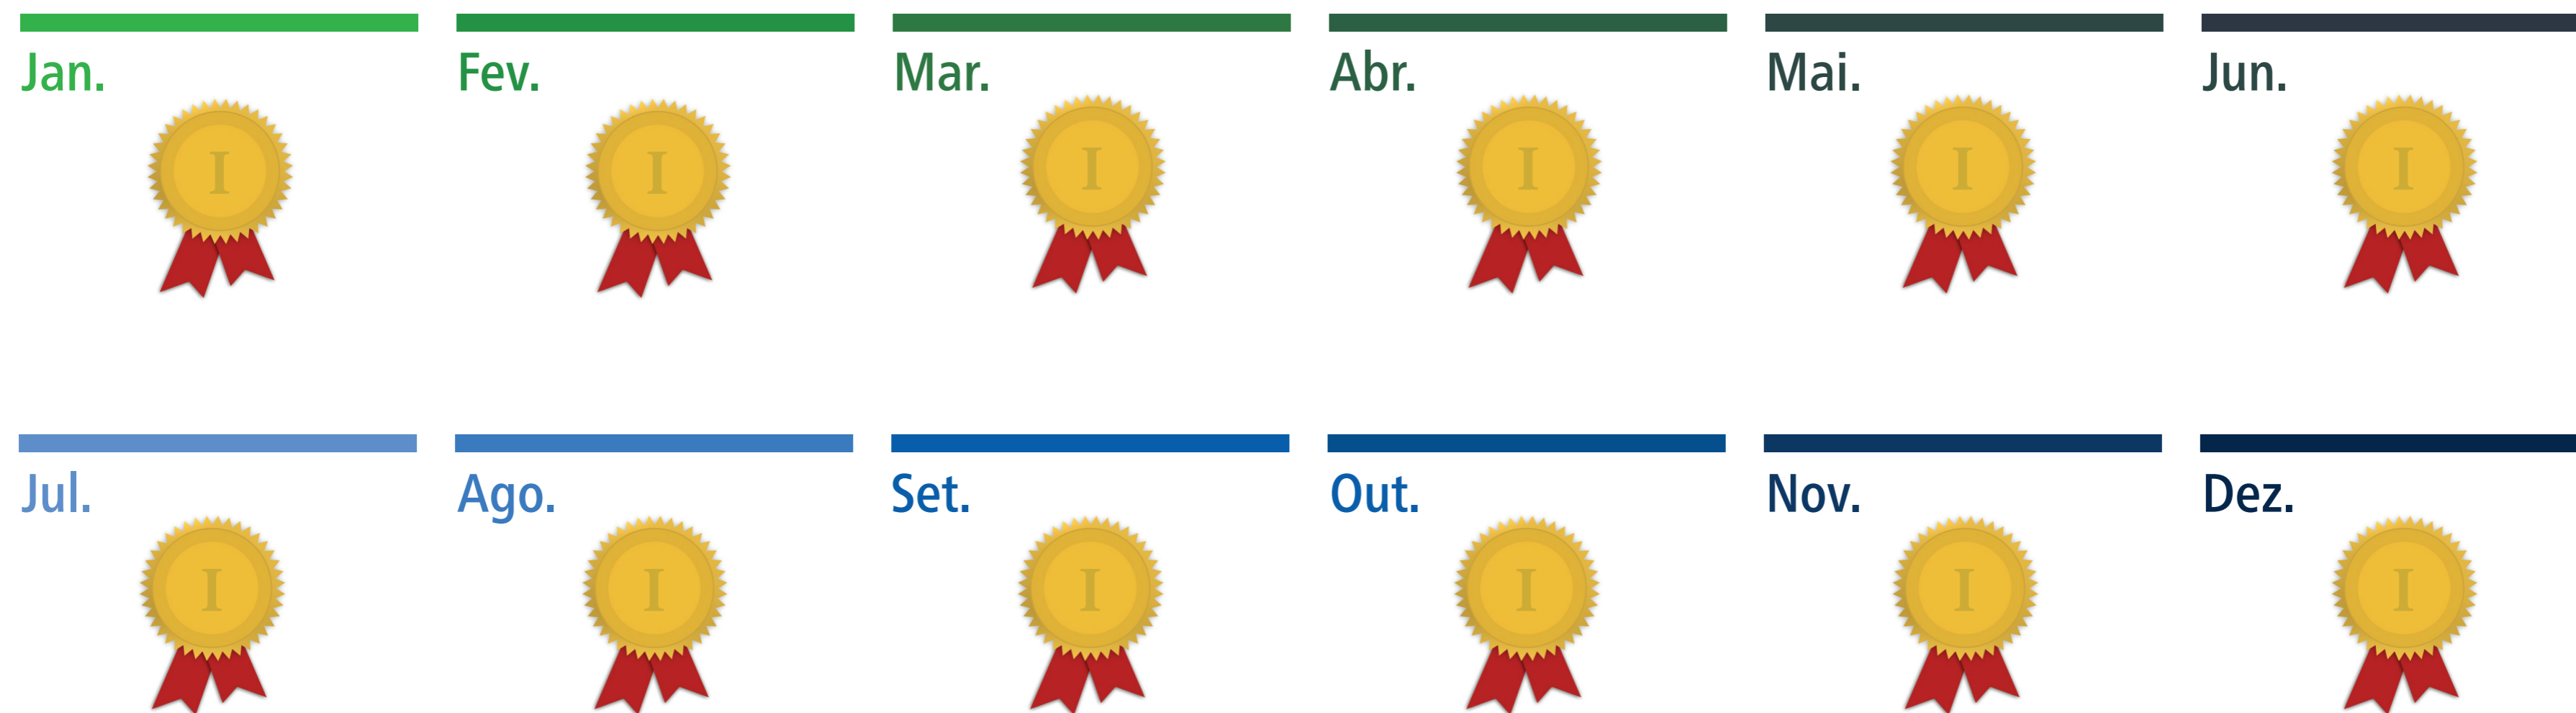 Jan. Fev. Mar. Abr. Mai. Jun.
I I I I I I
Jul. Ago. Set. Out. Nov. Dez.
I I I I I I